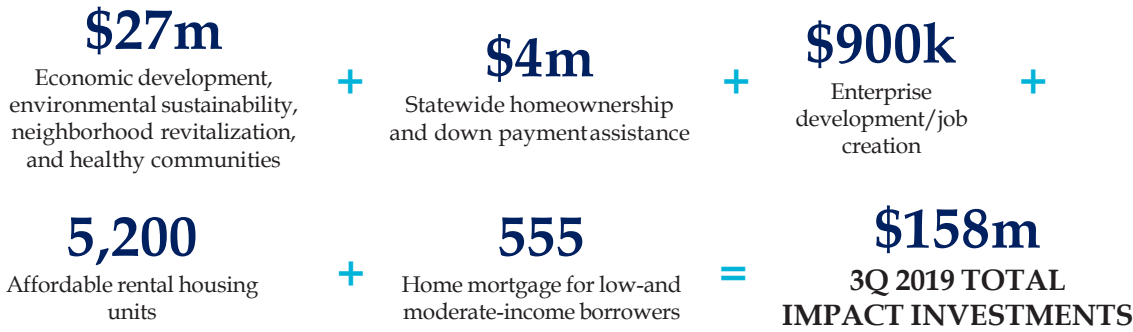 $27m
Economic development,
environmental sustainability,
neighborhood revitalization,
and healthy communities
+
$4m
Statewide homeownership
and down payment assistance
+
$900k
Enterprise
development/job
creation
+
5,200
Affordable rental housing
units
+
555
Home mortgage for low-and
moderate-income borrowers
=
$158m
3Q 2019 TOTAL
IMPACT INVESTMENTS